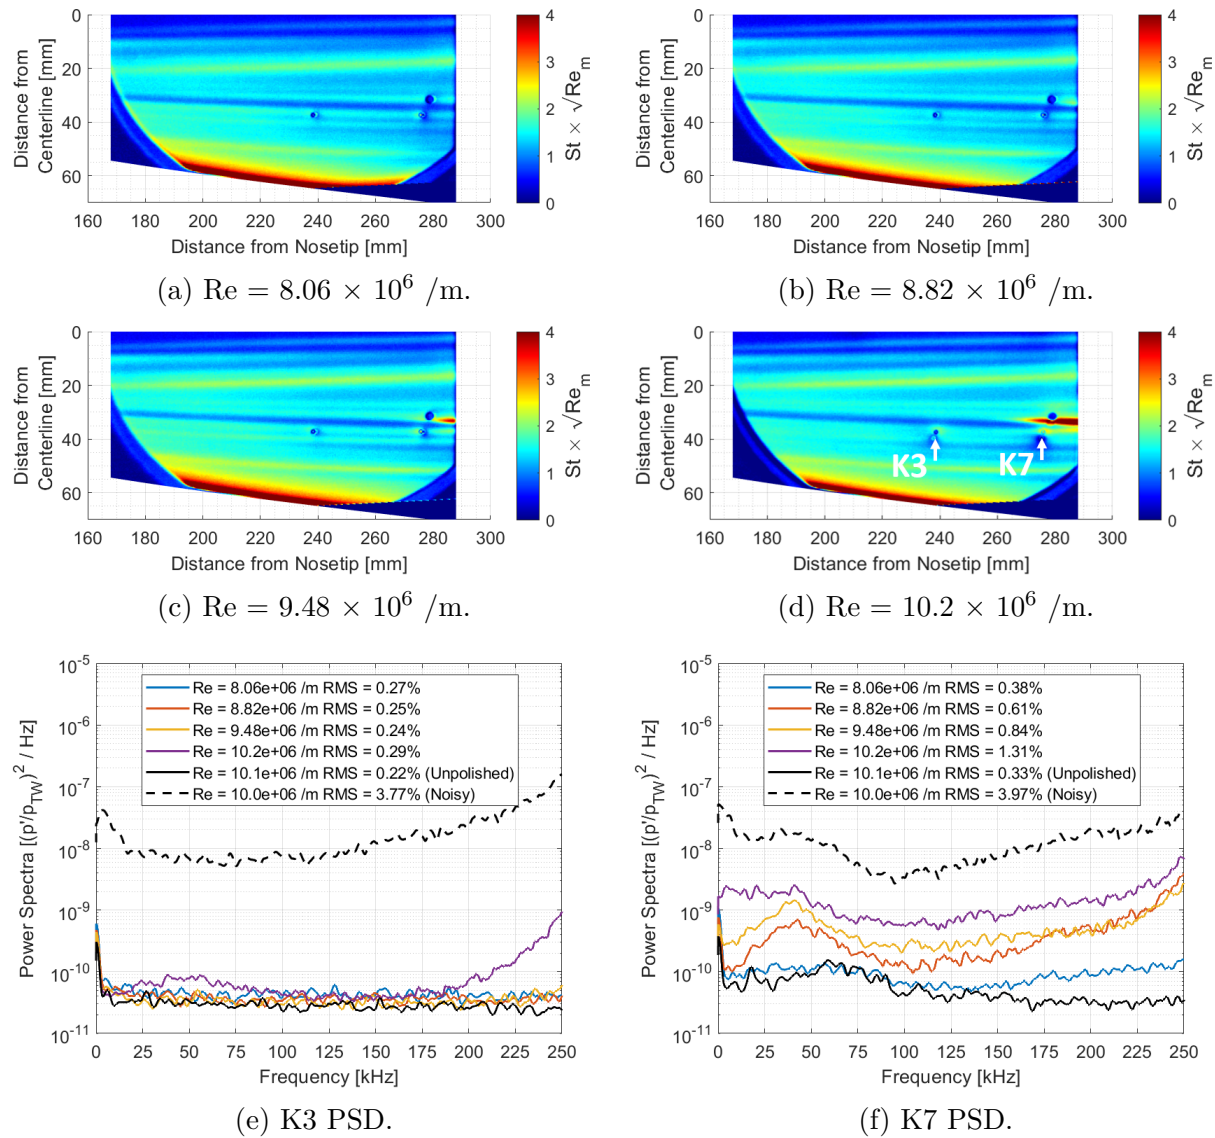 0
20
40
60
160 180 200 220 240 260 280 300
Distance from Centerline [mm]
Distance from Nosetip [mm]
0 1 2 3 4
St × √Re_m
(a) Re = 8.06 × 10^6 /m.
0
20
40
60
160 180 200 220 240 260 280 300
Distance from Centerline [mm]
Distance from Nosetip [mm]
0 1 2 3 4
St × √Re_m
(b) Re = 8.82 × 10^6 /m.
0
20
40
60
160 180 200 220 240 260 280 300
Distance from Centerline [mm]
Distance from Nosetip [mm]
0 1 2 3 4
St × √Re_m
(c) Re = 9.48 × 10^6 /m.
0
20
40
60
160 180 200 220 240 260 280 300
Distance from Centerline [mm]
Distance from Nosetip [mm]
K3 K7
0 1 2 3 4
St × √Re_m
(d) Re = 10.2 × 10^6 /m.
10^-5
10^-6
10^-7
10^-8
10^-9
10^-10
10^-11
Power Spectra [(p'/p_TW)^2 / Hz]
Re = 8.06e+06 /m RMS = 0.27%
Re = 8.82e+06 /m RMS = 0.25%
Re = 9.48e+06 /m RMS = 0.24%
Re = 10.2e+06 /m RMS = 0.29%
Re = 10.1e+06 /m RMS = 0.22% (Unpolished)
Re = 10.0e+06 /m RMS = 3.77% (Noisy)
0 25 50 75 100 125 150 175 200 225 250
Frequency [kHz]
(e) K3 PSD.
10^-5
10^-6
10^-7
10^-8
10^-9
10^-10
10^-11
Power Spectra [(p'/p_TW)^2 / Hz]
Re = 8.06e+06 /m RMS = 0.38%
Re = 8.82e+06 /m RMS = 0.61%
Re = 9.48e+06 /m RMS = 0.84%
Re = 10.2e+06 /m RMS = 1.31%
Re = 10.1e+06 /m RMS = 0.33% (Unpolished)
Re = 10.0e+06 /m RMS = 3.97% (Noisy)
0 25 50 75 100 125 150 175 200 225 250
Frequency [kHz]
(f) K7 PSD.